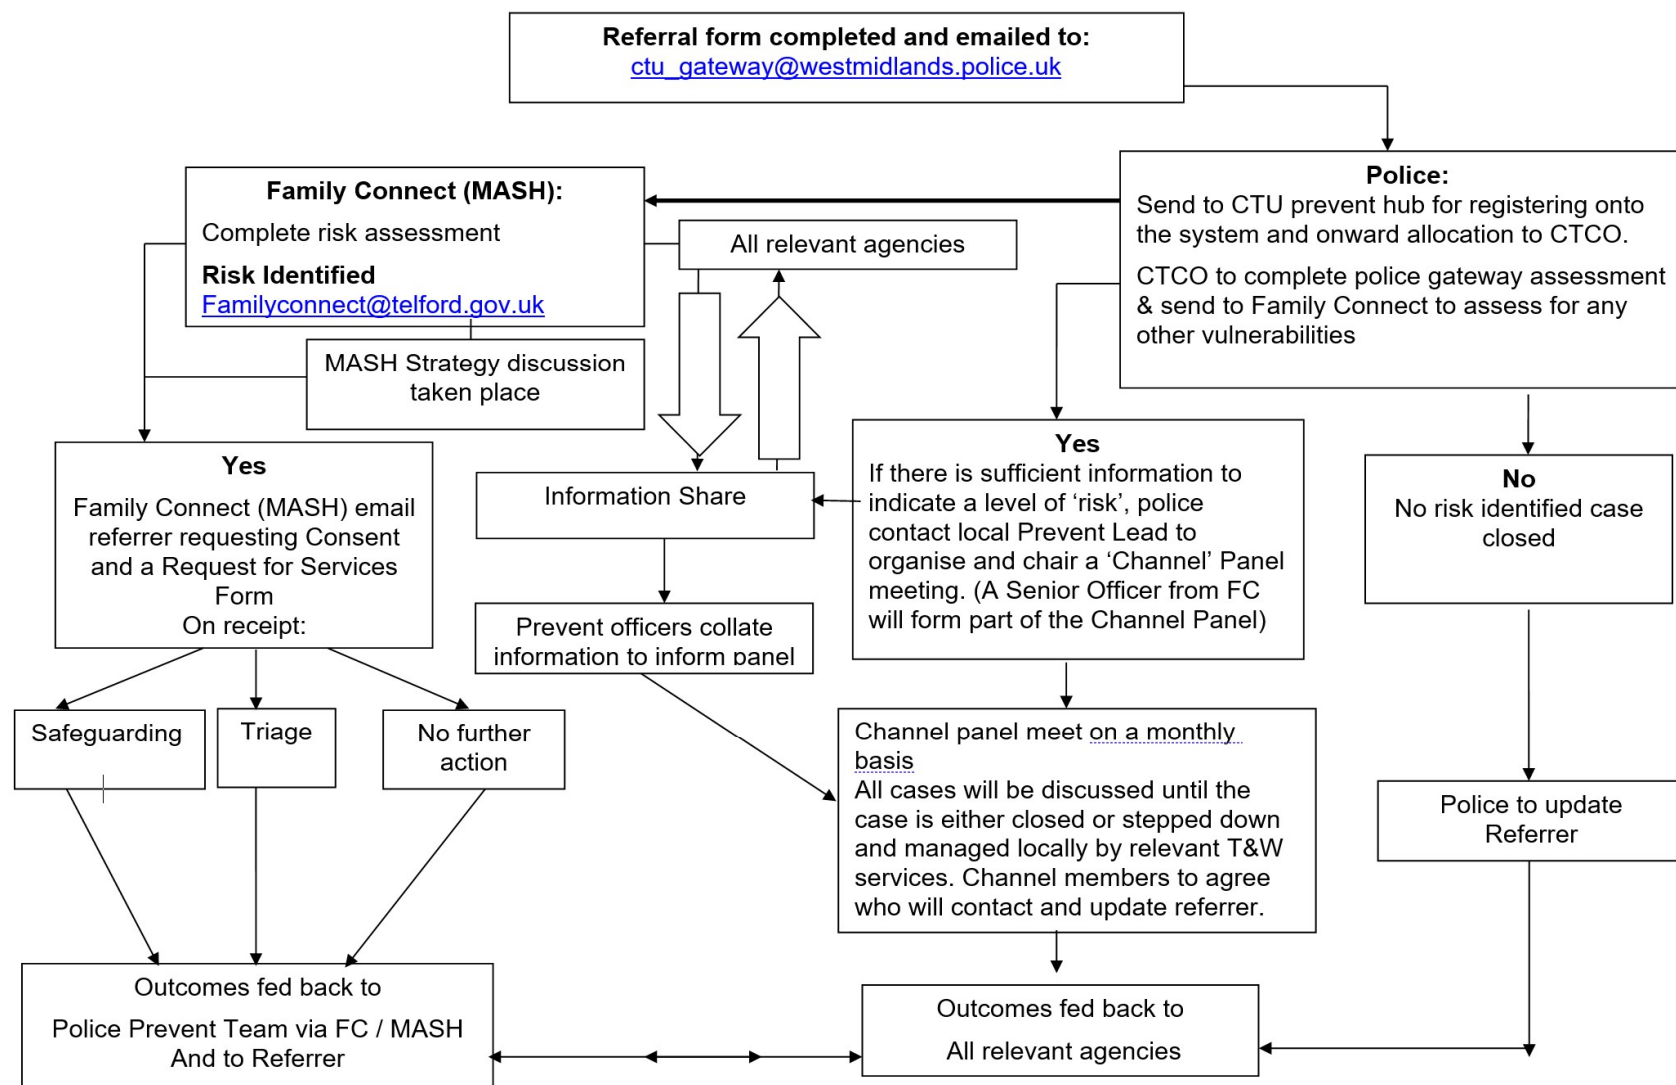 Referral form completed and emailed to:
ctu_gateway@westmidlands.police.uk
Family Connect (MASH):
Complete risk assessment
Risk Identified
Familyconnect@telford.gov.uk
All relevant agencies
Police:
Send to CTU prevent hub for registering onto
the system and onward allocation to CTCO.
CTCO to complete police gateway assessment
& send to Family Connect to assess for any
other vulnerabilities
MASH Strategy discussion
taken place
Yes
Family Connect (MASH) email
referrer requesting Consent
and a Request for Services
Form
On receipt:
Information Share
Yes
If there is sufficient information to
indicate a level of ‘risk’, police
contact local Prevent Lead to
organise and chair a ‘Channel’ Panel
meeting. (A Senior Officer from FC
will form part of the Channel Panel)
No
No risk identified case
closed
Prevent officers collate
information to inform panel
Safeguarding
Triage
No further
action
Channel panel meet on a monthly
basis
All cases will be discussed until the
case is either closed or stepped down
and managed locally by relevant T&W
services. Channel members to agree
who will contact and update referrer.
Police to update
Referrer
Outcomes fed back to
Police Prevent Team via FC / MASH
And to Referrer
Outcomes fed back to
All relevant agencies